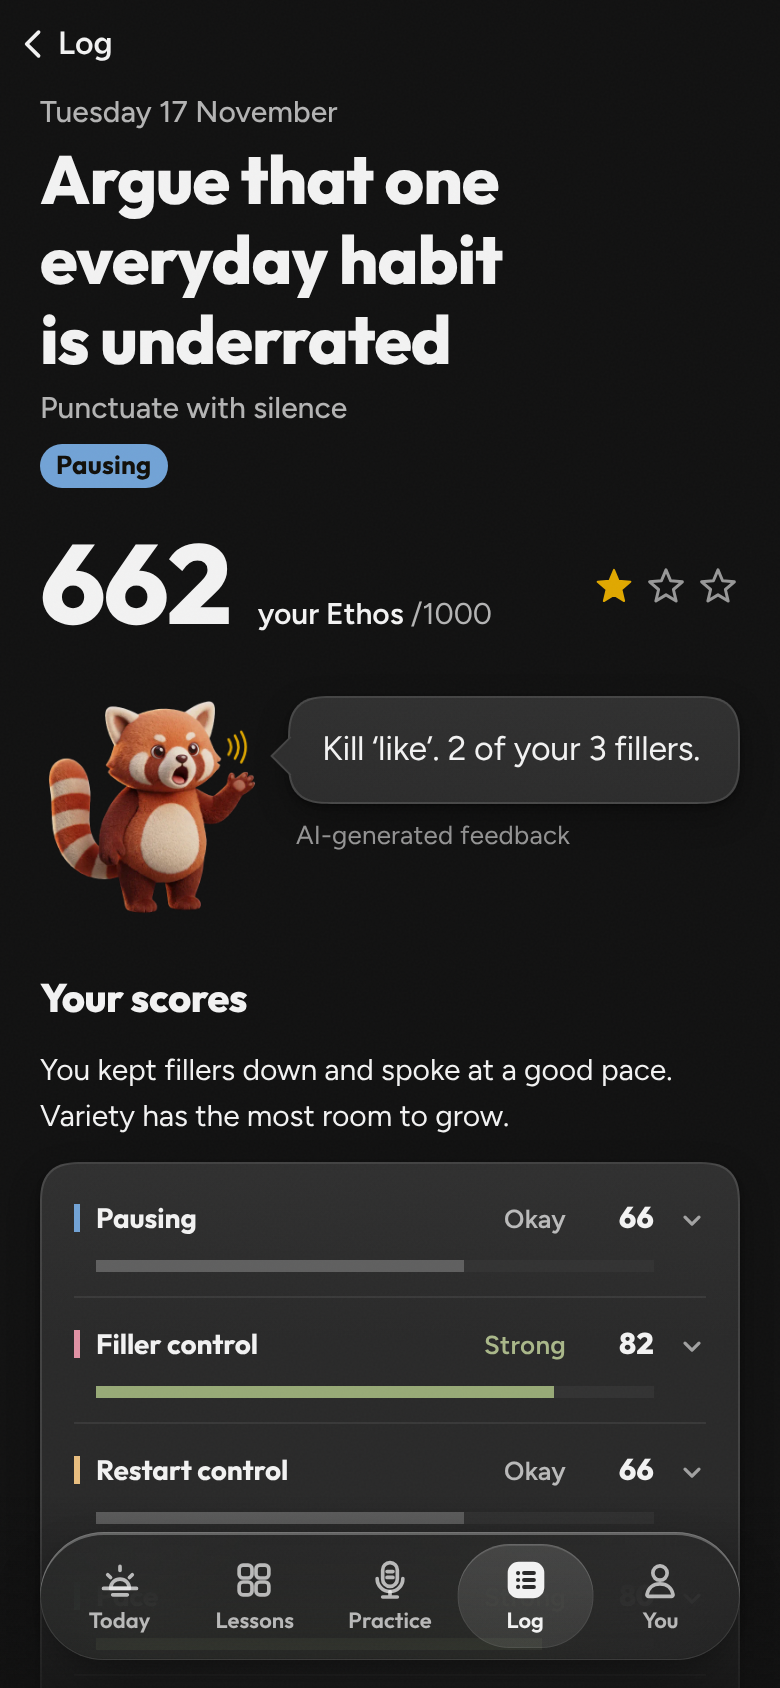 Log
Tuesday 17 November
Argue that one
everyday habit
is underrated
Punctuate with silence
Pausing
662 your Ethos /1000
Kill ‘like’. 2 of your 3 fillers.
AI-generated feedback
Your scores
You kept fillers down and spoke at a good pace.
Variety has the most room to grow.
Pausing Okay 66
Filler control Strong 82
Restart control Okay 66
Pace Strong 80
Today Lessons Practice Log You